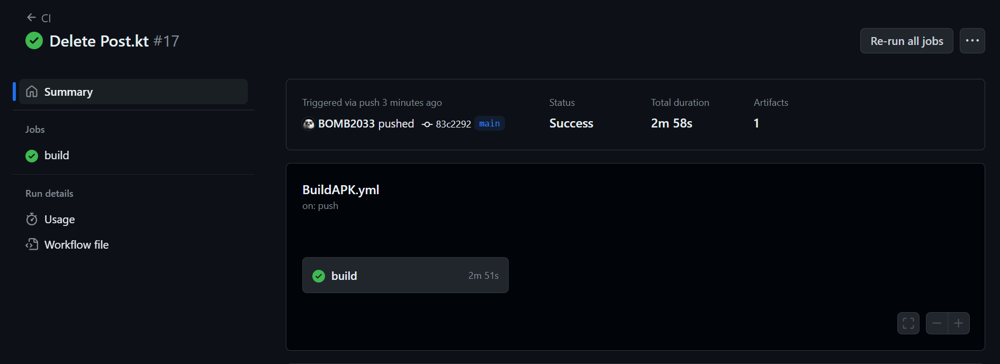 CI
Delete Post.kt #17
Re-run all jobs
Summary
Jobs
build
Run details
Usage
Workflow file
Triggered via push 3 minutes ago
BOMB2033 pushed 83c2292 main
Status
Success
Total duration
2m 58s
Artifacts
1
BuildAPK.yml
on: push
build 2m 51s